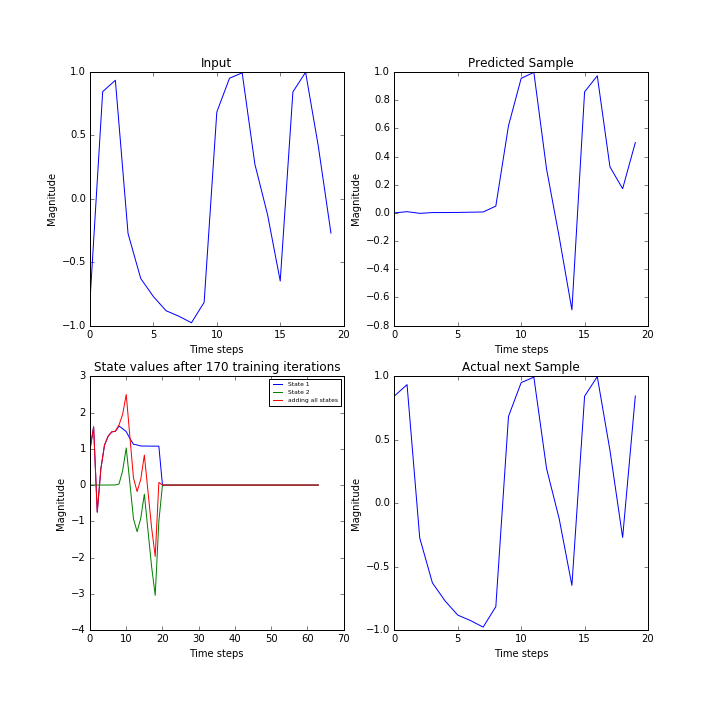 Input
1.0
0.5
0.0
−0.5
−1.0
Magnitude
0 5 10 15 20
Time steps
Predicted Sample
1.0
0.8
0.6
0.4
0.2
0.0
−0.2
−0.4
−0.6
−0.8
Magnitude
0 5 10 15 20
Time steps
State values after 170 training iterations
3
2
1
0
−1
−2
−3
−4
Magnitude
State 1
State 2
adding all states
0 10 20 30 40 50 60 70
Time steps
Actual next Sample
1.0
0.5
0.0
−0.5
−1.0
Magnitude
0 5 10 15 20
Time steps